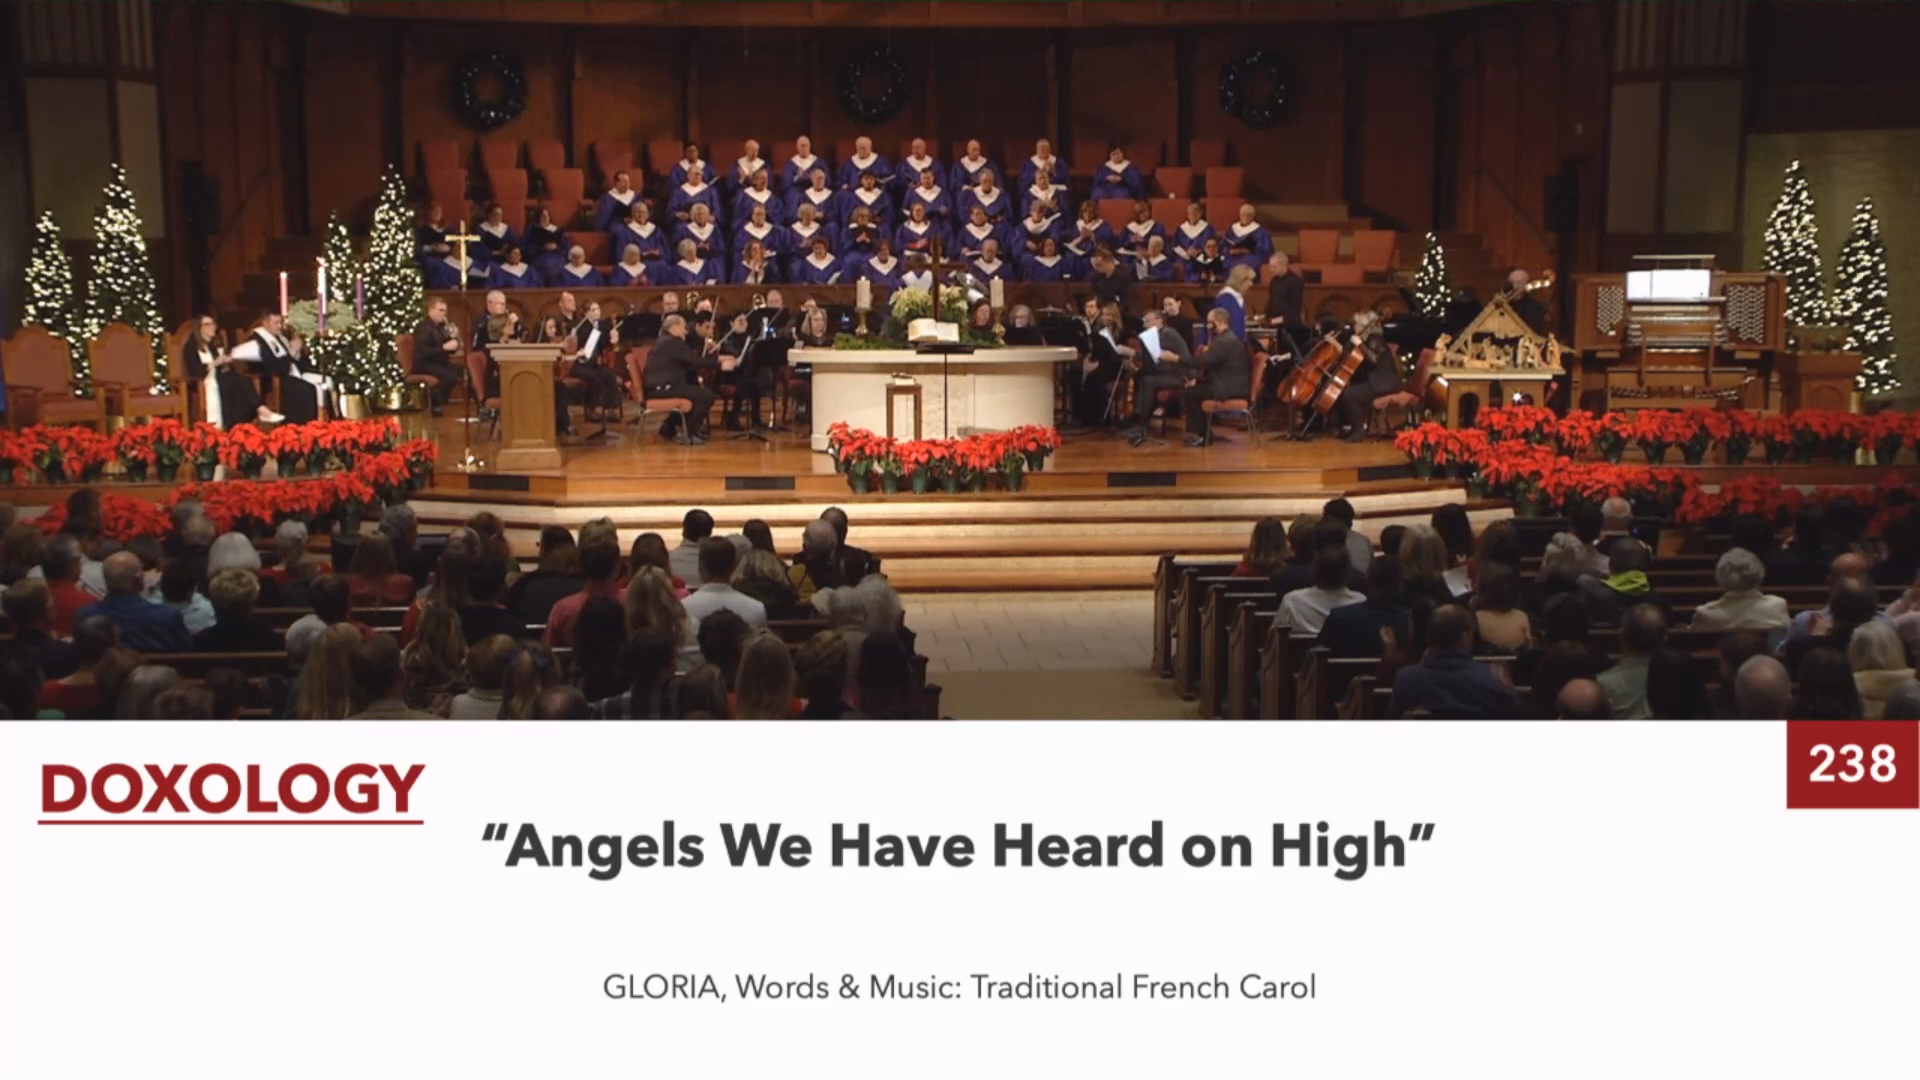 DOXOLOGY
238
“Angels We Have Heard on High”
GLORIA, Words & Music: Traditional French Carol